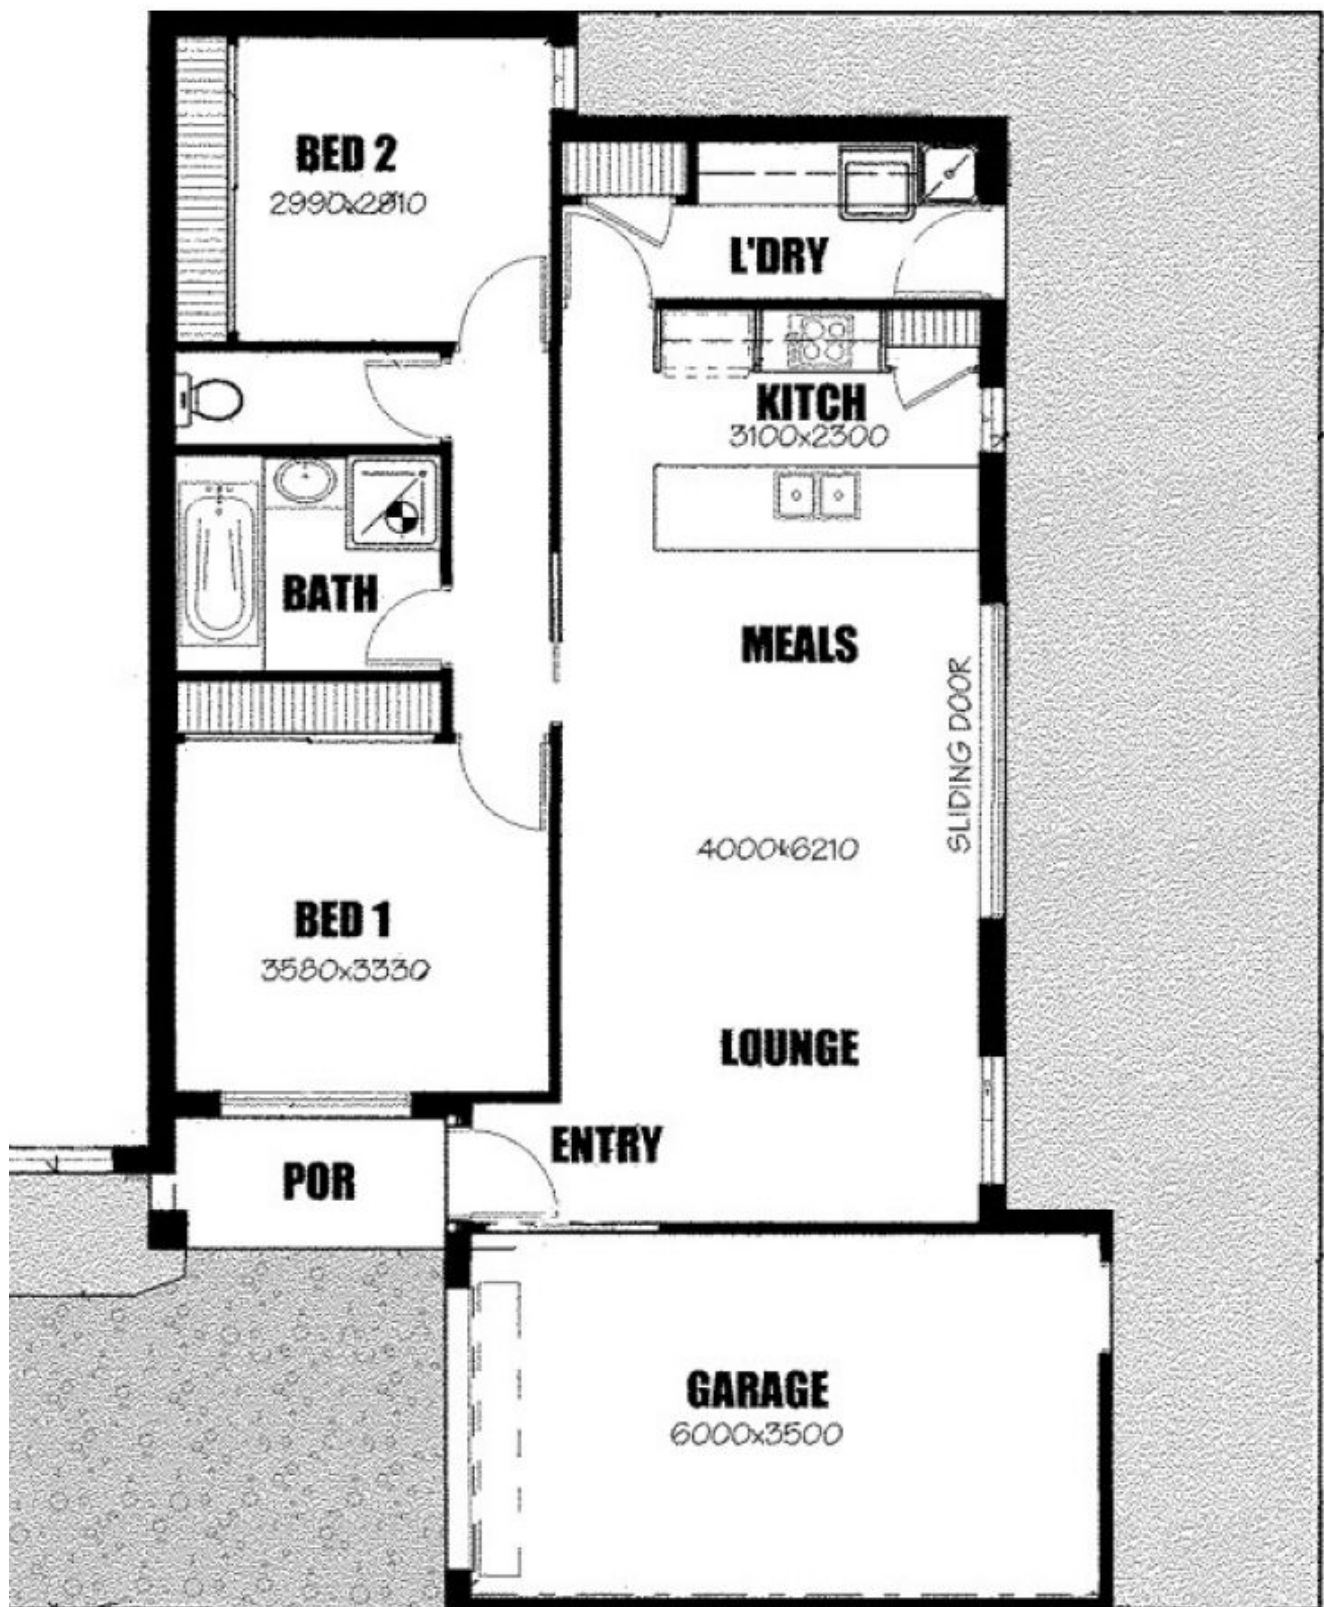 BED 2
2990x2810
L'DRY
KITCH
3100x2300
BATH
MEALS
SLIDING DOOR
4000x6210
BED 1
3580x3330
LOUNGE
ENTRY
POR
GARAGE
6000x3500